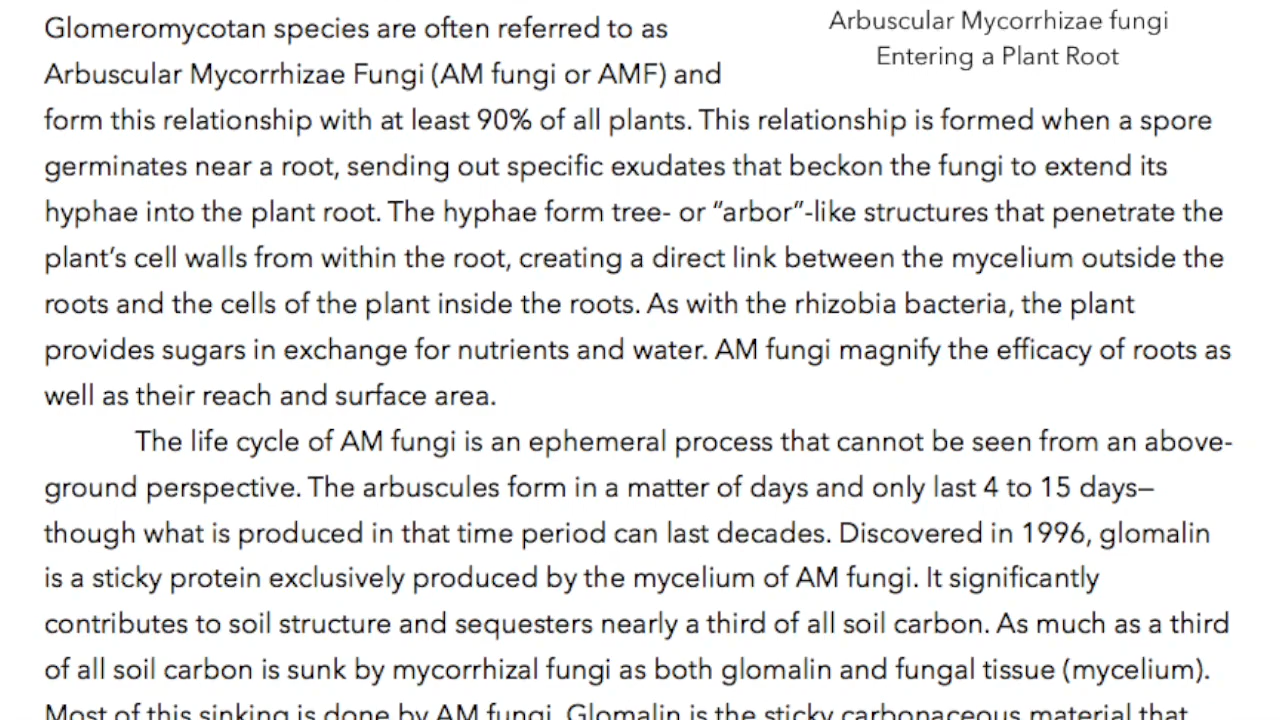 Arbuscular Mycorrhizae fungi
Entering a Plant Root
Glomeromycotan species are often referred to as
Arbuscular Mycorrhizae Fungi (AM fungi or AMF) and
form this relationship with at least 90% of all plants. This relationship is formed when a spore
germinates near a root, sending out specific exudates that beckon the fungi to extend its
hyphae into the plant root. The hyphae form tree- or “arbor”-like structures that penetrate the
plant’s cell walls from within the root, creating a direct link between the mycelium outside the
roots and the cells of the plant inside the roots. As with the rhizobia bacteria, the plant
provides sugars in exchange for nutrients and water. AM fungi magnify the efficacy of roots as
well as their reach and surface area.
The life cycle of AM fungi is an ephemeral process that cannot be seen from an above-
ground perspective. The arbuscules form in a matter of days and only last 4 to 15 days—
though what is produced in that time period can last decades. Discovered in 1996, glomalin
is a sticky protein exclusively produced by the mycelium of AM fungi. It significantly
contributes to soil structure and sequesters nearly a third of all soil carbon. As much as a third
of all soil carbon is sunk by mycorrhizal fungi as both glomalin and fungal tissue (mycelium).
Most of this sinking is done by AM fungi. Glomalin is the sticky carbonaceous material that